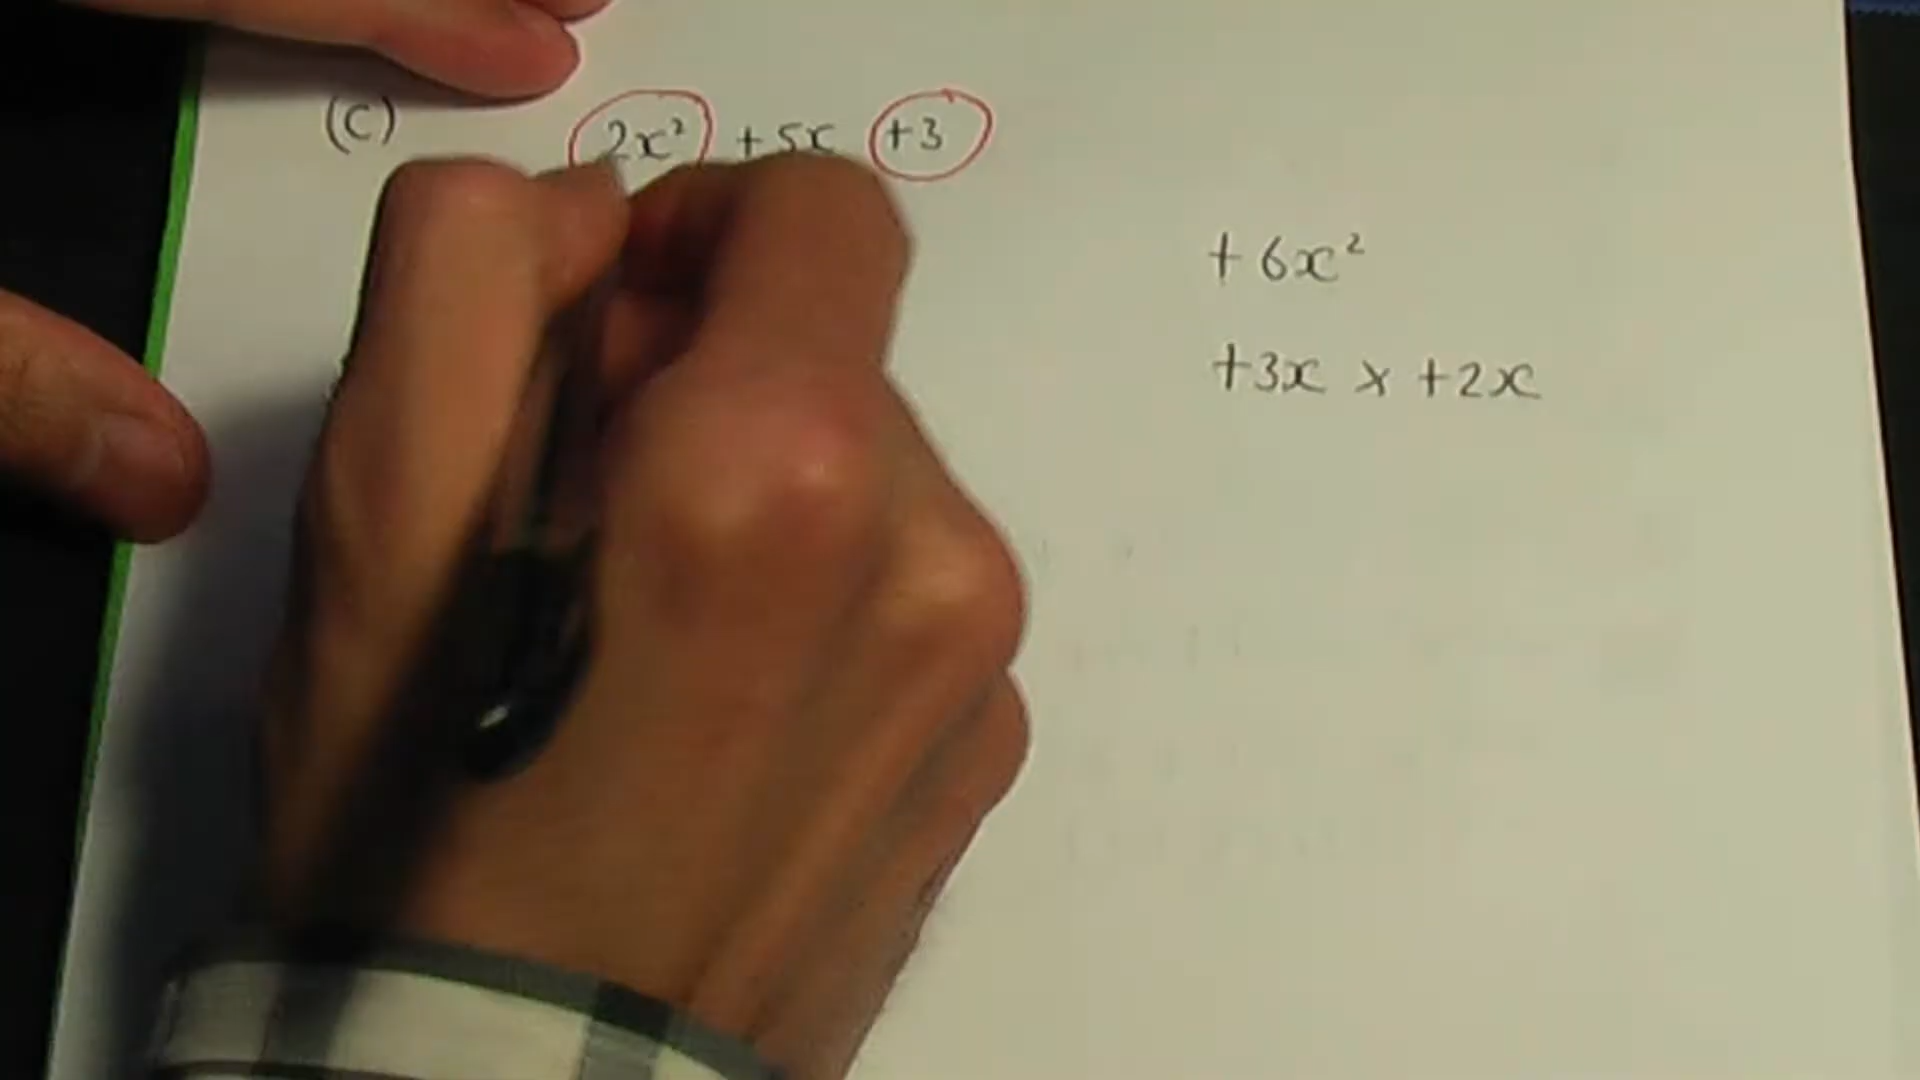 (C) 2x² + 5x +3
+ 6x²
+3x x +2x